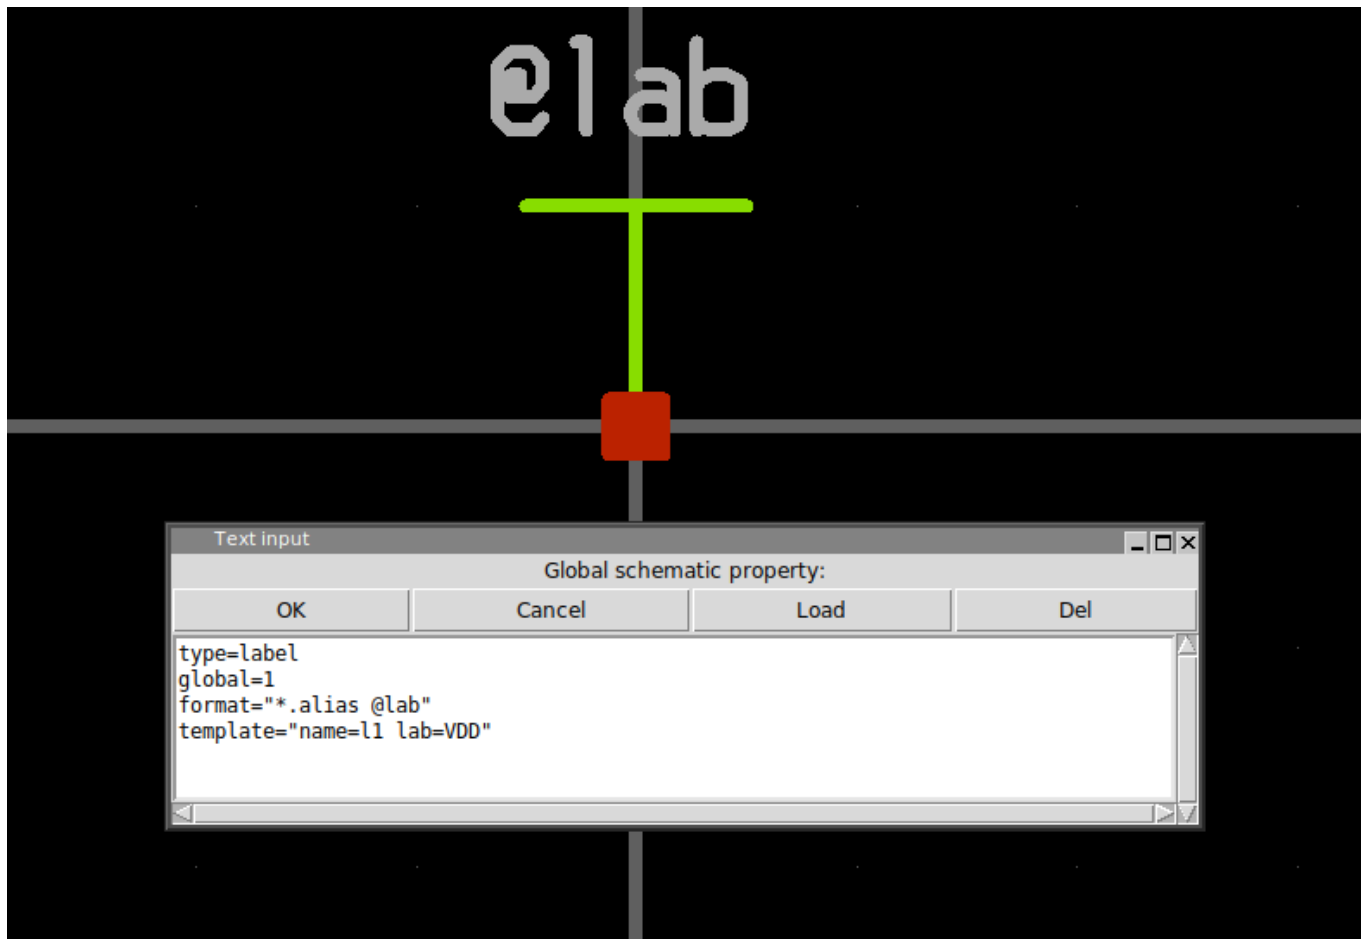 @lab
Text input
Global schematic property:
OK Cancel Load Del
type=label
global=1
format="*.alias @lab"
template="name=l1 lab=VDD"